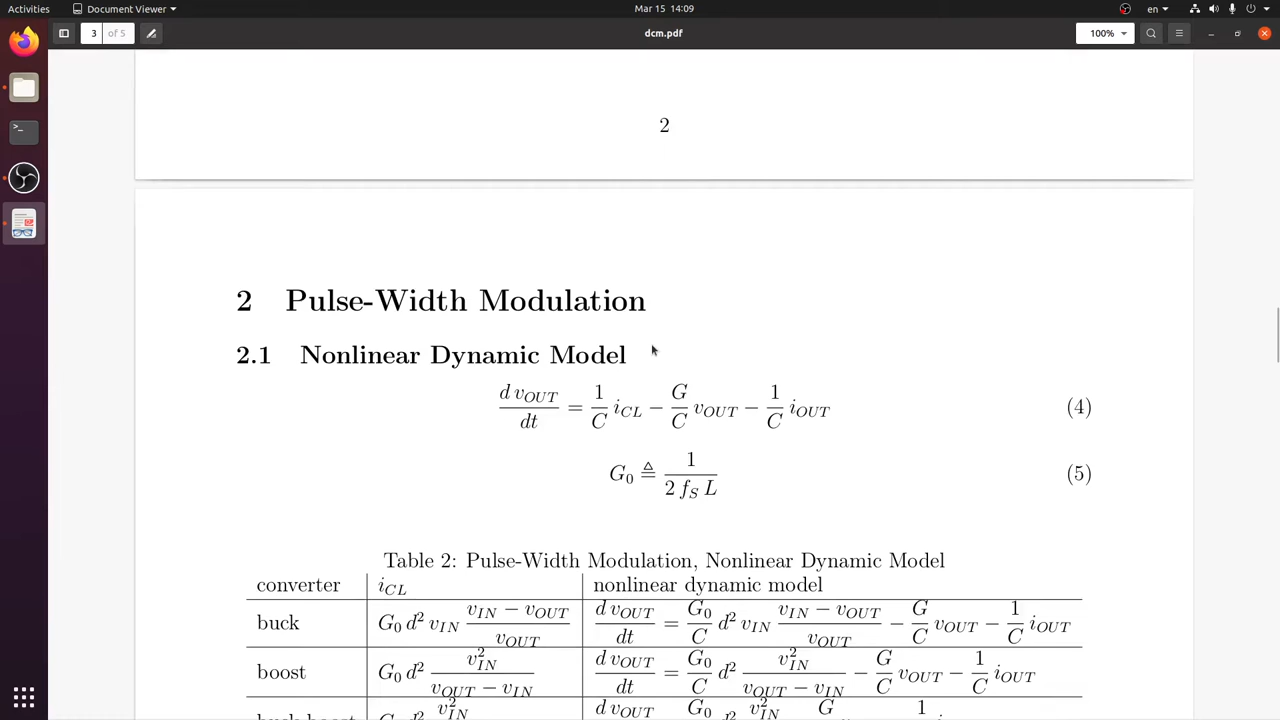 Activities
Document Viewer
Mar 15 14:09
en
3 of 5
dcm.pdf
100%
2
2 Pulse-Width Modulation
2.1 Nonlinear Dynamic Model
d v_OUT / dt = 1/C i_CL − G/C v_OUT − 1/C i_OUT (4)
G_0 ≜ 1 / (2 f_S L) (5)
Table 2: Pulse-Width Modulation, Nonlinear Dynamic Model
converter i_CL nonlinear dynamic model
buck G_0 d² v_IN (v_IN − v_OUT) / v_OUT d v_OUT / dt = G_0/C d² v_IN (v_IN − v_OUT) / v_OUT − G/C v_OUT − 1/C i_OUT
boost G_0 d² v_IN² / (v_OUT − v_IN) d v_OUT / dt = G_0/C d² v_IN² / (v_OUT − v_IN) − G/C v_OUT − 1/C i_OUT